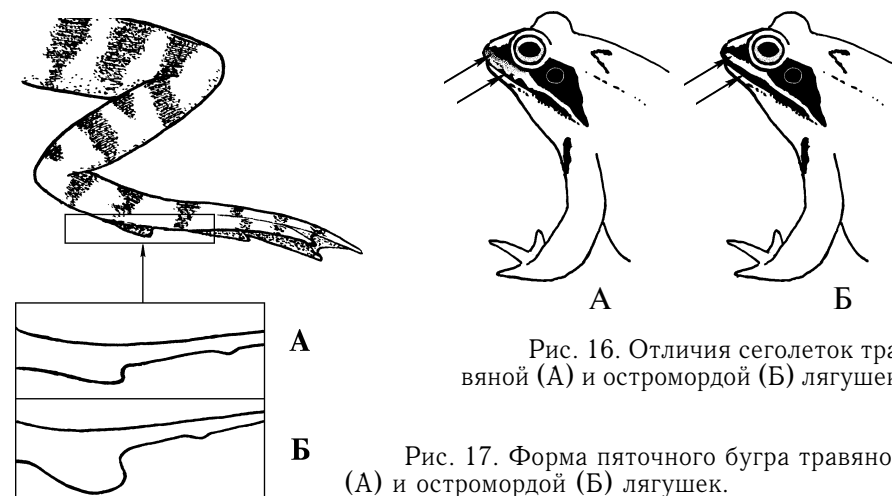 А
Б
Рис. 16. Отличия сеголеток тра
вяной (А) и остромордой (Б) лягушек
А
Б
Рис. 17. Форма пяточного бугра травяно
(А) и остромордой (Б) лягушек.